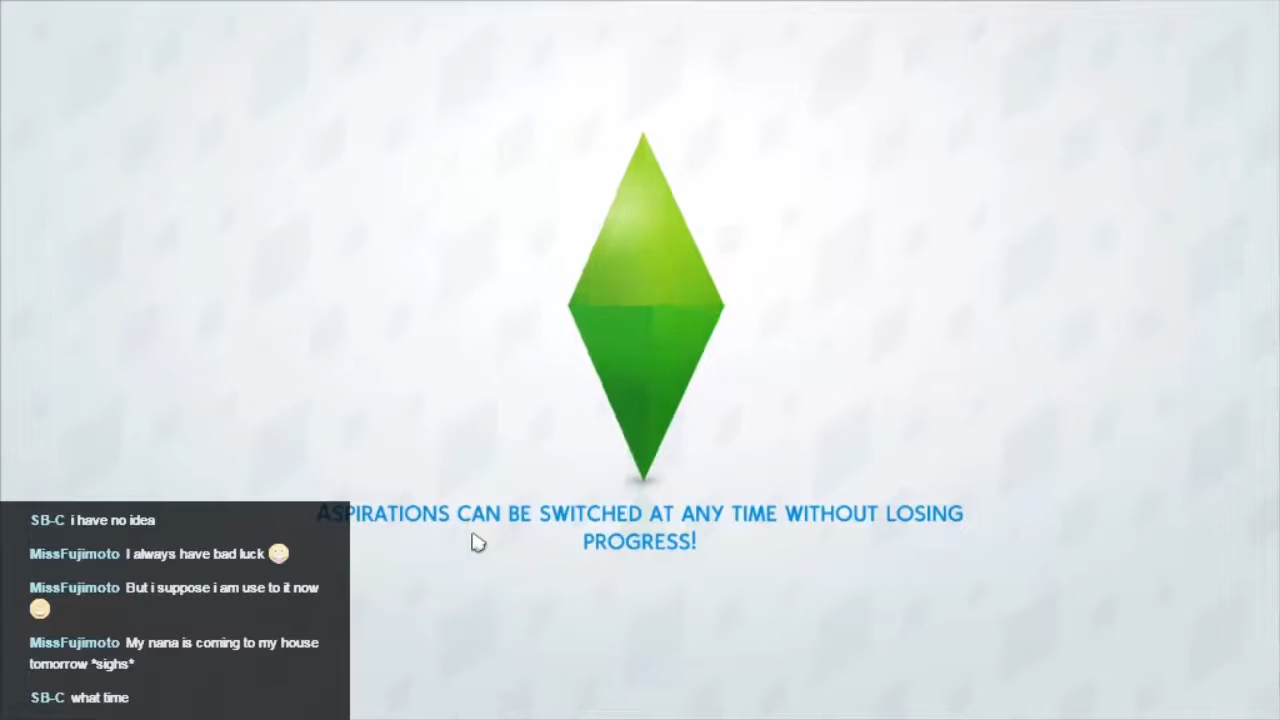 ASPIRATIONS CAN BE SWITCHED AT ANY TIME WITHOUT LOSING
PROGRESS!
SB-C i have no idea
MissFujimoto I always have bad luck
MissFujimoto But i suppose i am use to it now
MissFujimoto My nana is coming to my house
tomorrow *sighs*
SB-C what time